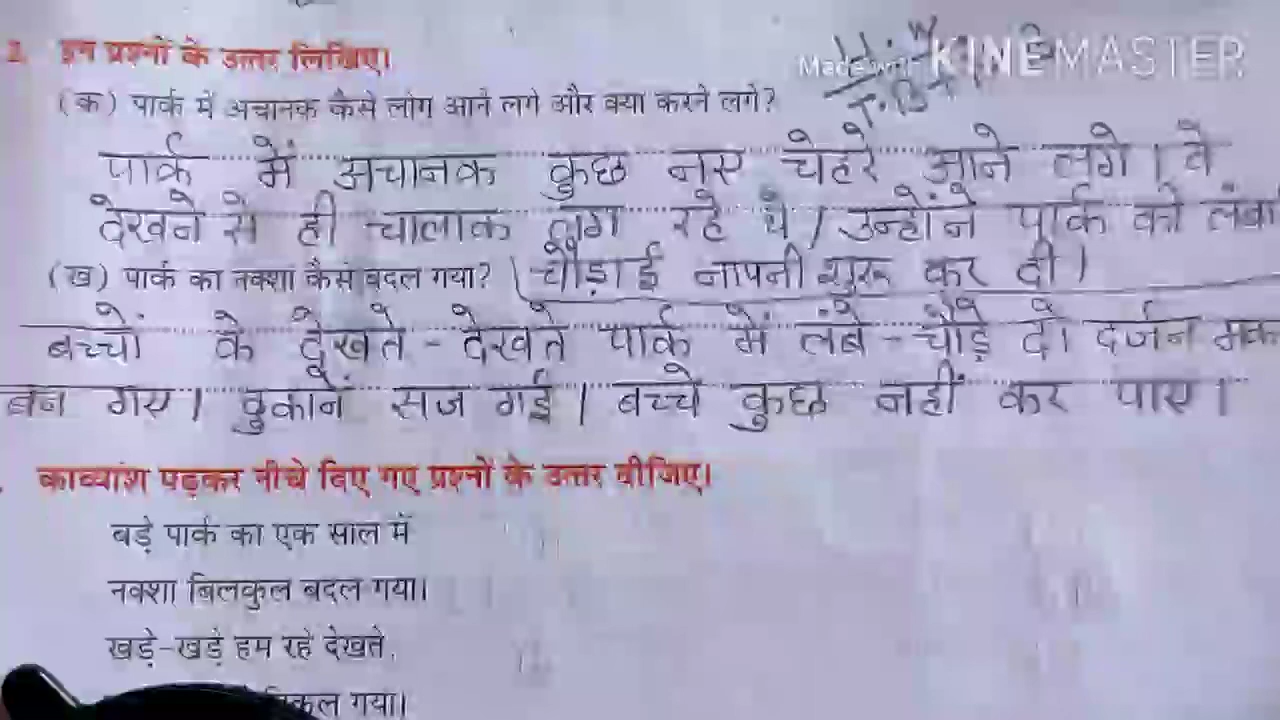 2. इन प्रश्नों के उत्तर लिखिए।
Made with KINEMASTER
(क) पार्क में अचानक कैसे लोग आने लगे और क्या करने लगे?
पार्क में अचानक कुछ नए चेहरे आने लगे। वे
देखने से ही चालाक लग रहे थे। उन्होंने पार्क की लंबा
(ख) पार्क का नक्शा कैसे बदल गया? चौड़ाई नापनी शुरू कर दी।
बच्चों के देखते-देखते पार्क में लंबे-चौड़े दो दर्जन मक
बन गए। दुकानें सज गईं। बच्चे कुछ नहीं कर पाए।
काव्यांश पढ़कर नीचे दिए गए प्रश्नों के उत्तर दीजिए।
बड़े पार्क का एक साल में
नक्शा बिलकुल बदल गया।
खड़े-खड़े हम रहे देखते,
गया।